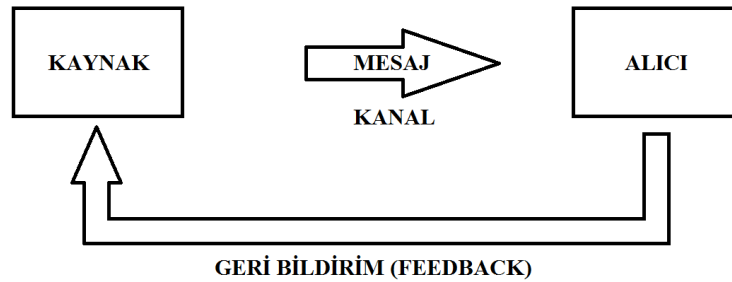 KAYNAK
MESAJ
ALICI
KANAL
GERİ BİLDİRİM (FEEDBACK)